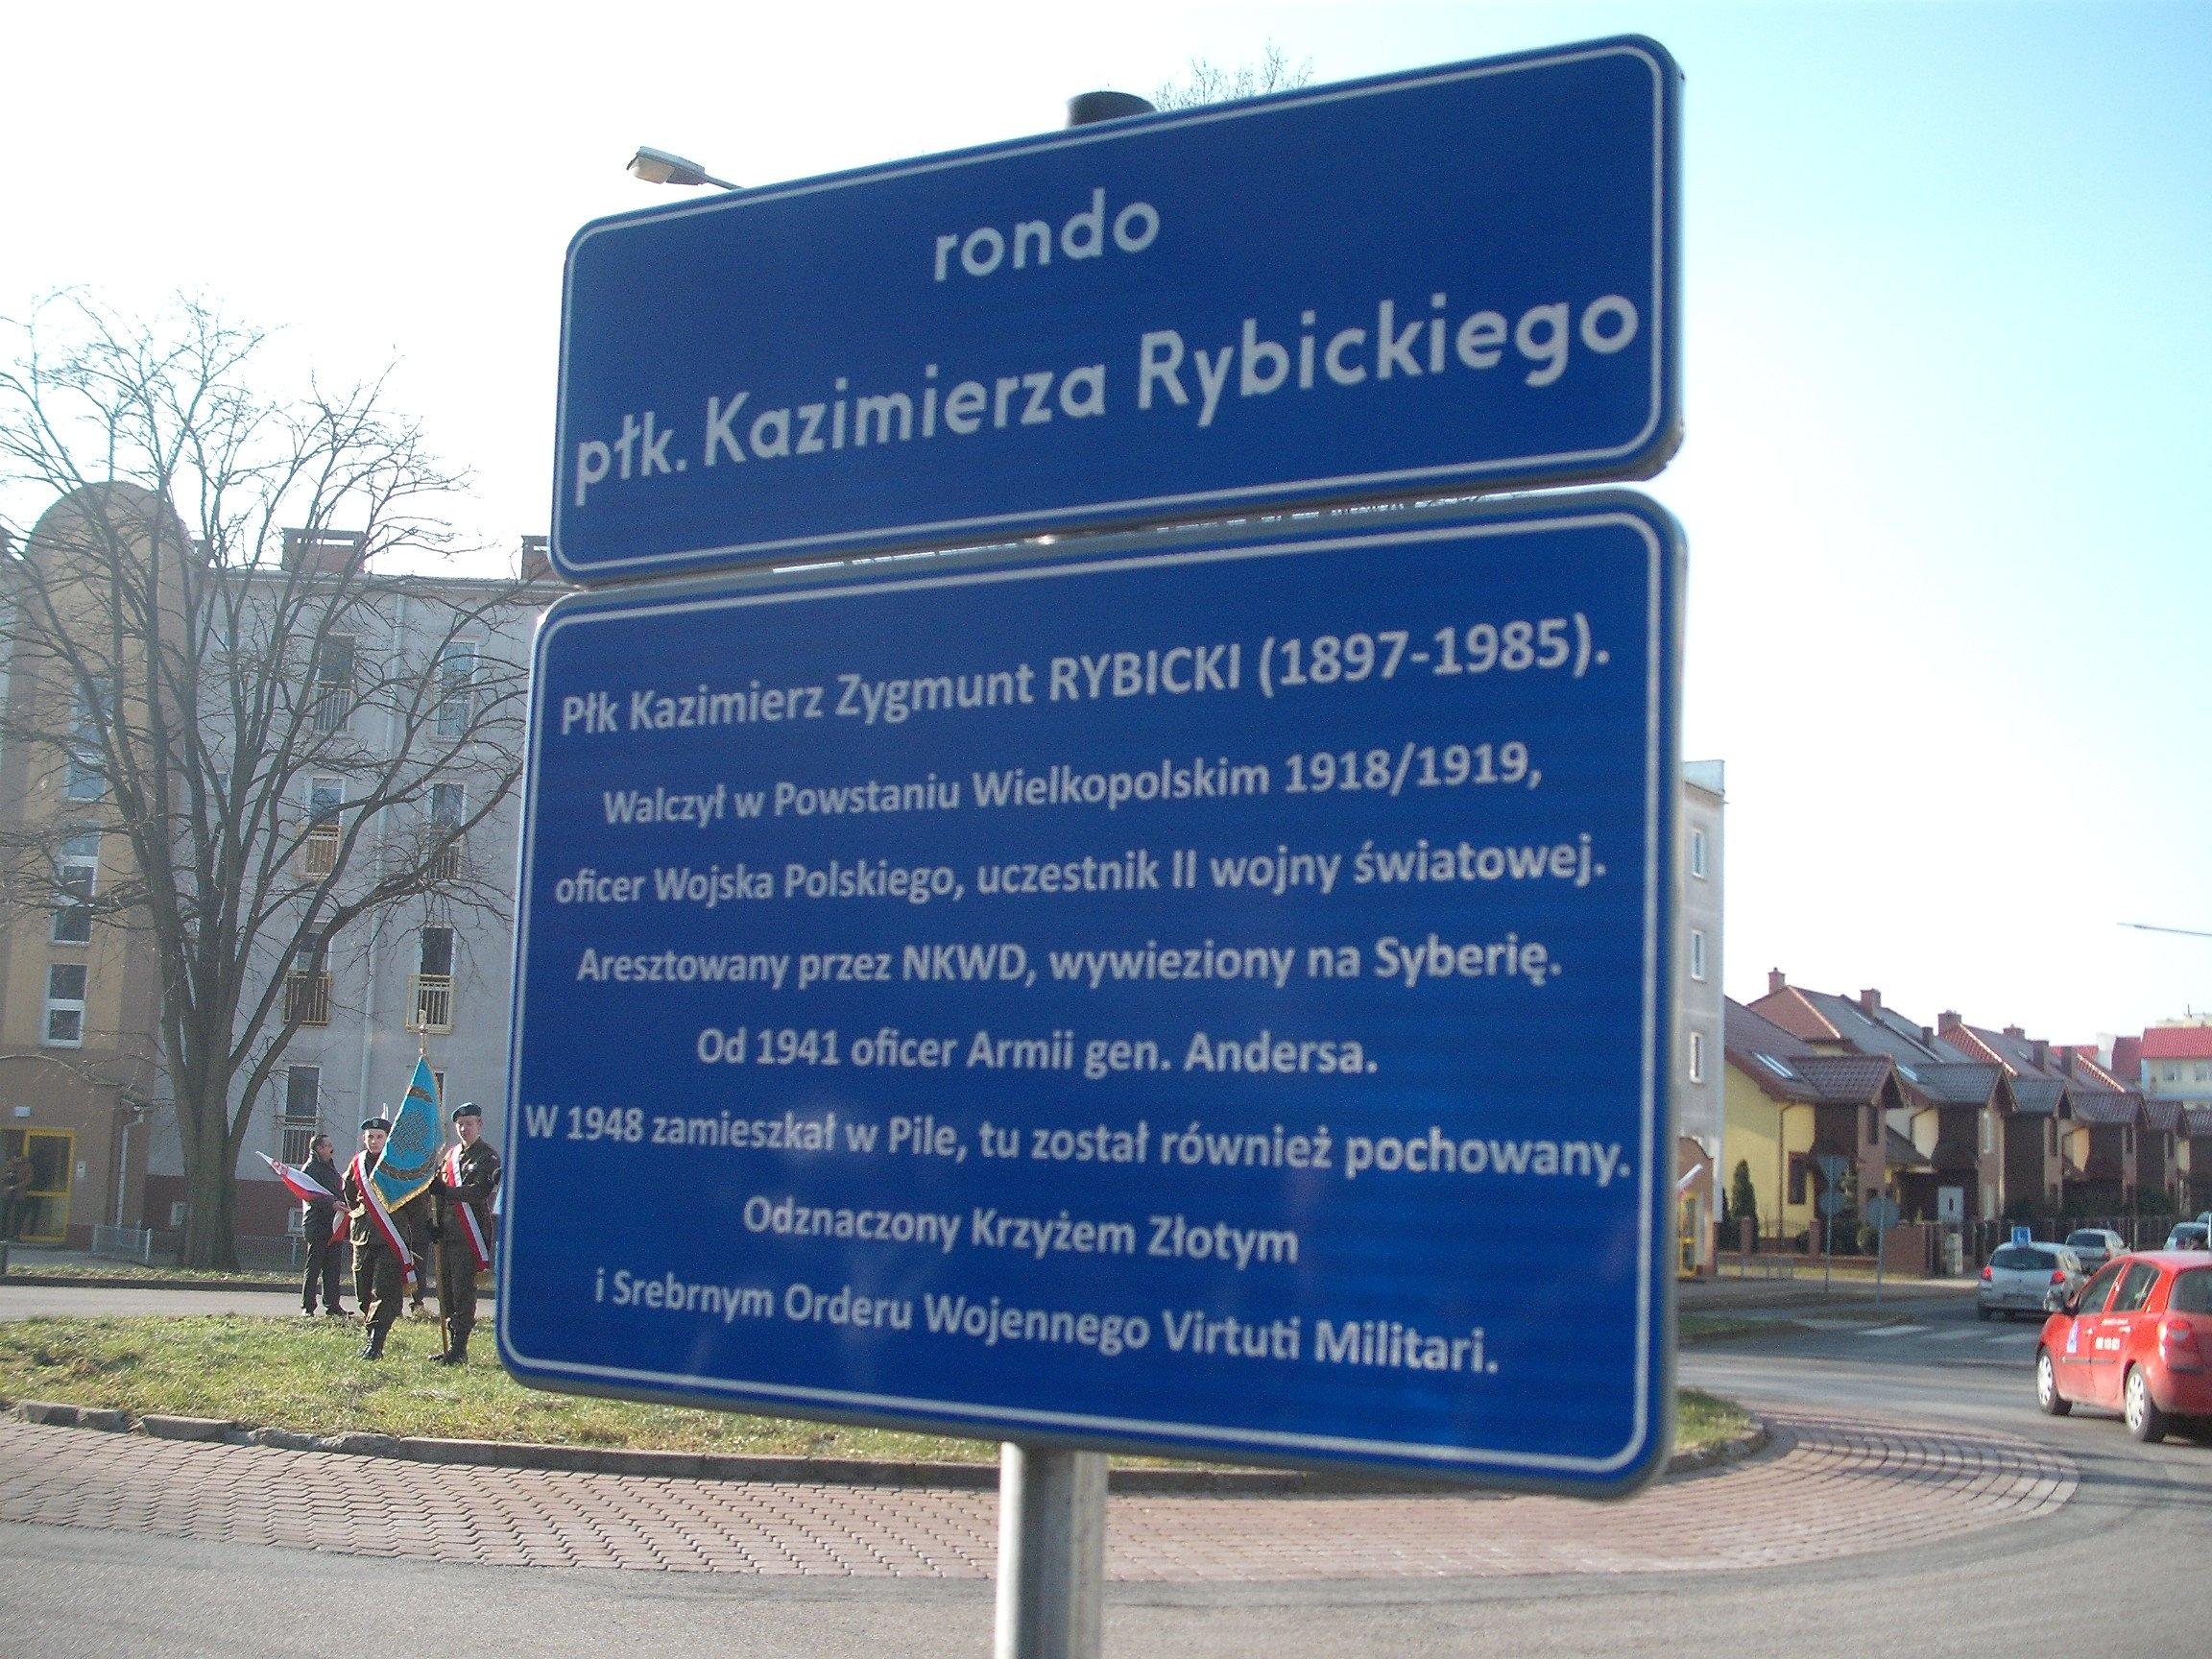 rondo
płk. Kazimierza Rybickiego
Płk Kazimierz Zygmunt RYBICKI (1897-1985).
Walczył w Powstaniu Wielkopolskim 1918/1919,
oficer Wojska Polskiego, uczestnik II wojny światowej.
Aresztowany przez NKWD, wywieziony na Syberię.
Od 1941 oficer Armii gen. Andersa.
W 1948 zamieszkał w Pile, tu został również pochowany.
Odznaczony Krzyżem Złotym
i Srebrnym Orderu Wojennego Virtuti Militari.
L